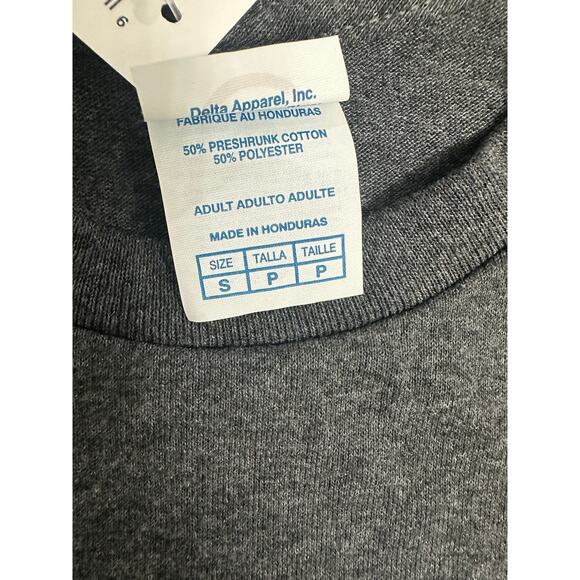 6
Delta Apparel, Inc.
FABRIQUE AU HONDURAS
50% PRESHRUNK COTTON
50% POLYESTER
ADULT ADULTO ADULTE
MADE IN HONDURAS
SIZE TALLA TAILLE
S P P